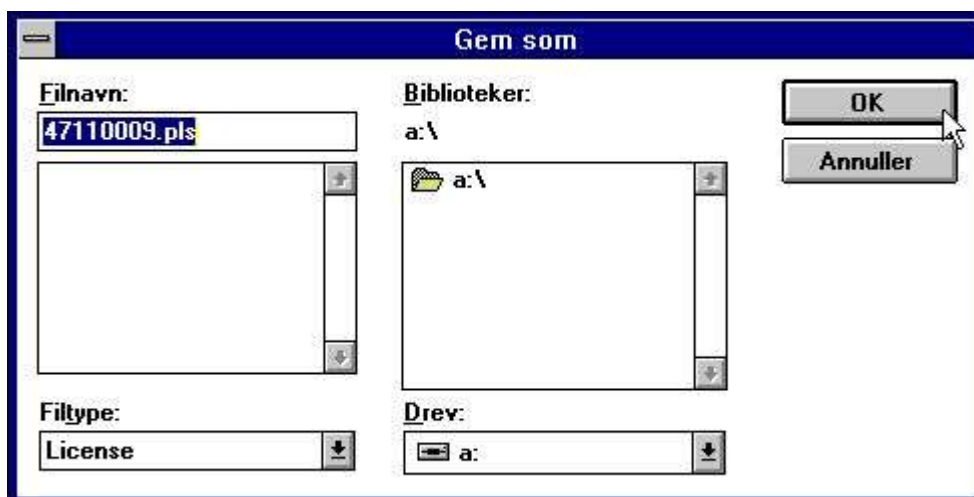 Gem som
Filnavn:
47110009.pls
Biblioteker:
a:\
a:\
OK
Annuller
Filtype:
License
Drev:
a: